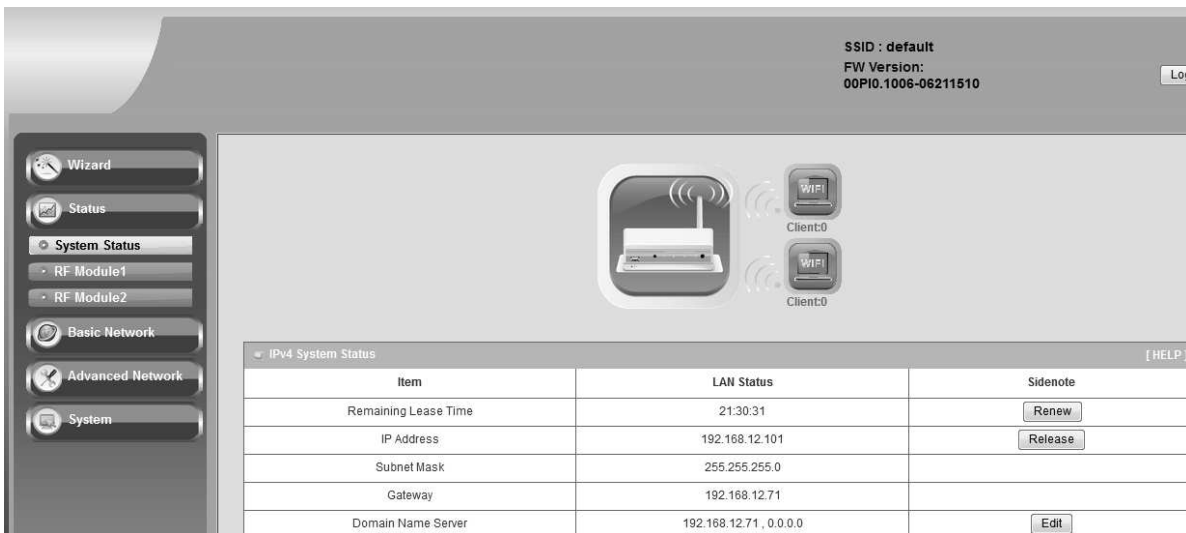 SSID : default
FW Version:
00PI0.1006-06211510
Wizard
Status
System Status
RF Module1
RF Module2
Basic Network
Advanced Network
System
WIFI
Client:0
WIFI
Client:0
IPv4 System Status [ HELP ]
Item LAN Status Sidenote
Remaining Lease Time 21:30:31 Renew
IP Address 192.168.12.101 Release
Subnet Mask 255.255.255.0
Gateway 192.168.12.71
Domain Name Server 192.168.12.71 , 0.0.0.0 Edit